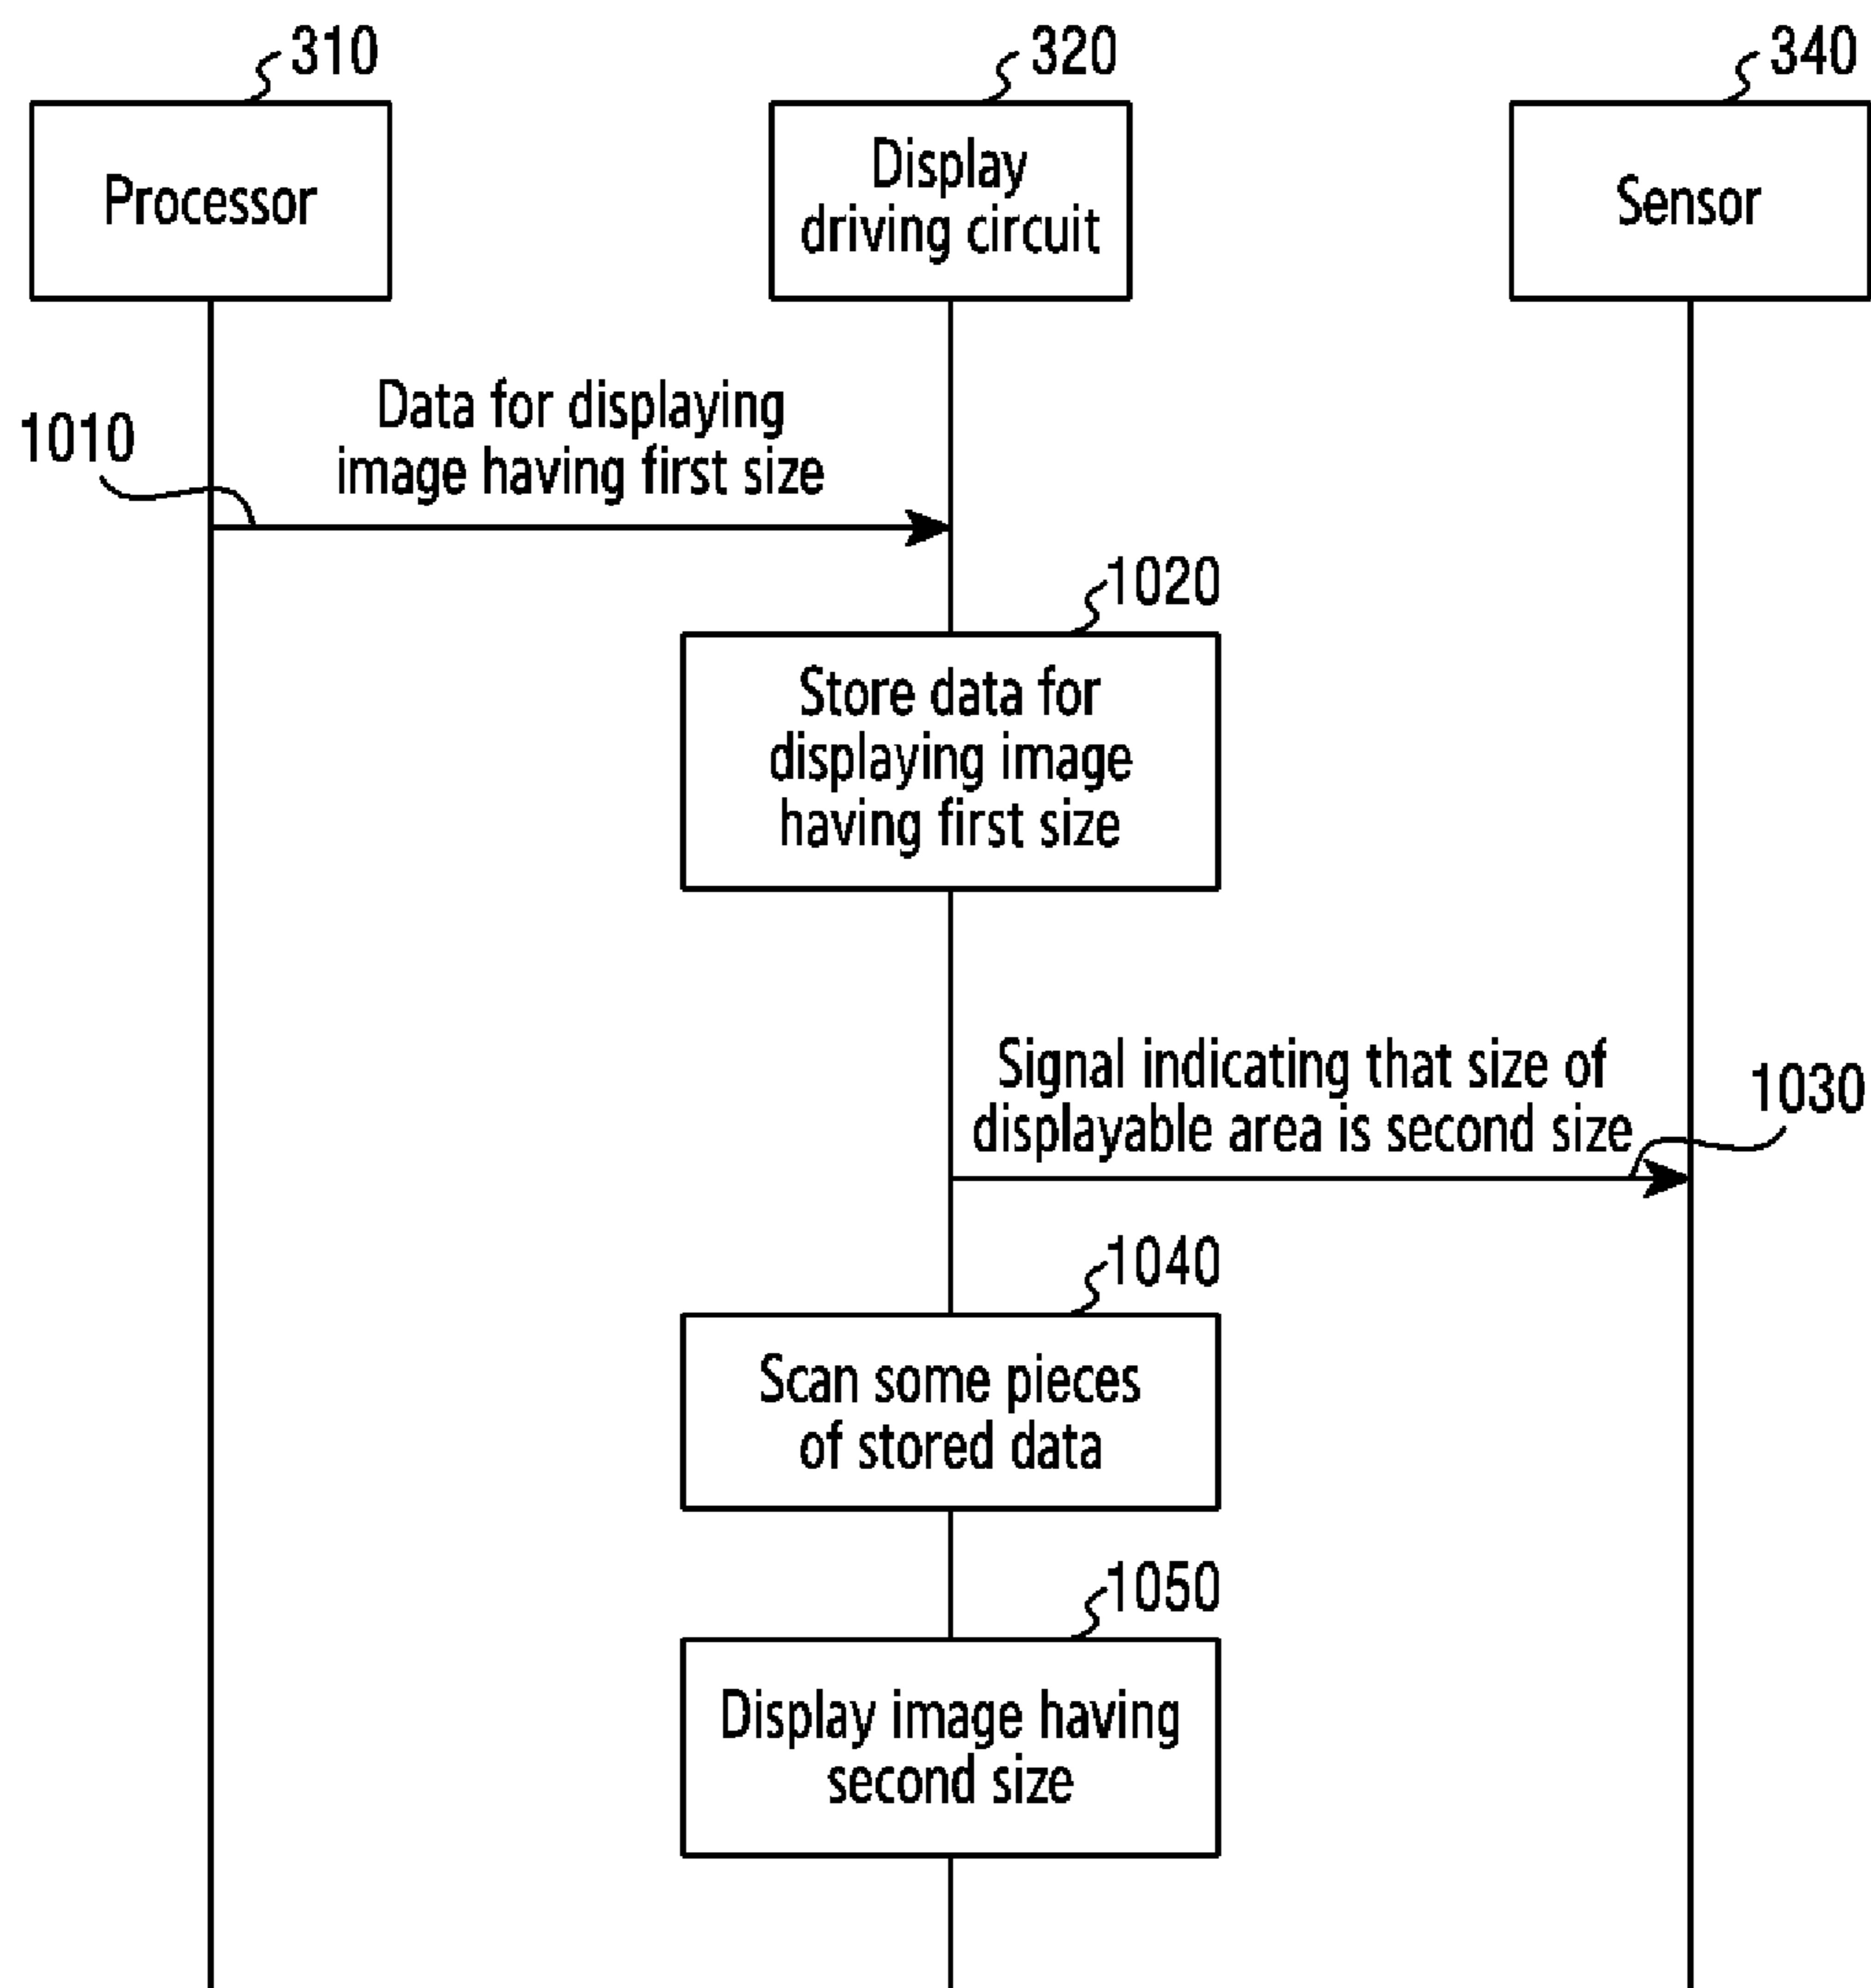 310
320
340
Processor
Display
driving circuit
Sensor
Data for displaying
image having first size
1010
1020
Store data for
displaying image
having first size
Signal indicating that size of
displayable area is second size
1030
1040
Scan some pieces
of stored data
1050
Display image having
second size